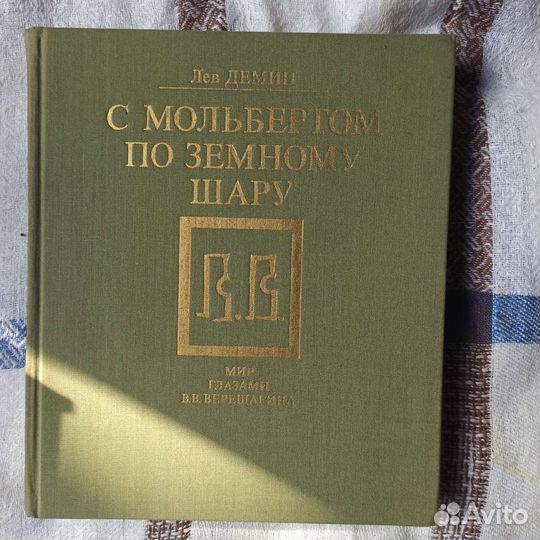 Лев ДЕМИН
С МОЛЬБЕРТОМ
ПО ЗЕМНОМУ
ШАРУ
В.В.
МИР
ГЛАЗАМИ
В.В. ВЕРЕЩАГИНА
Avito